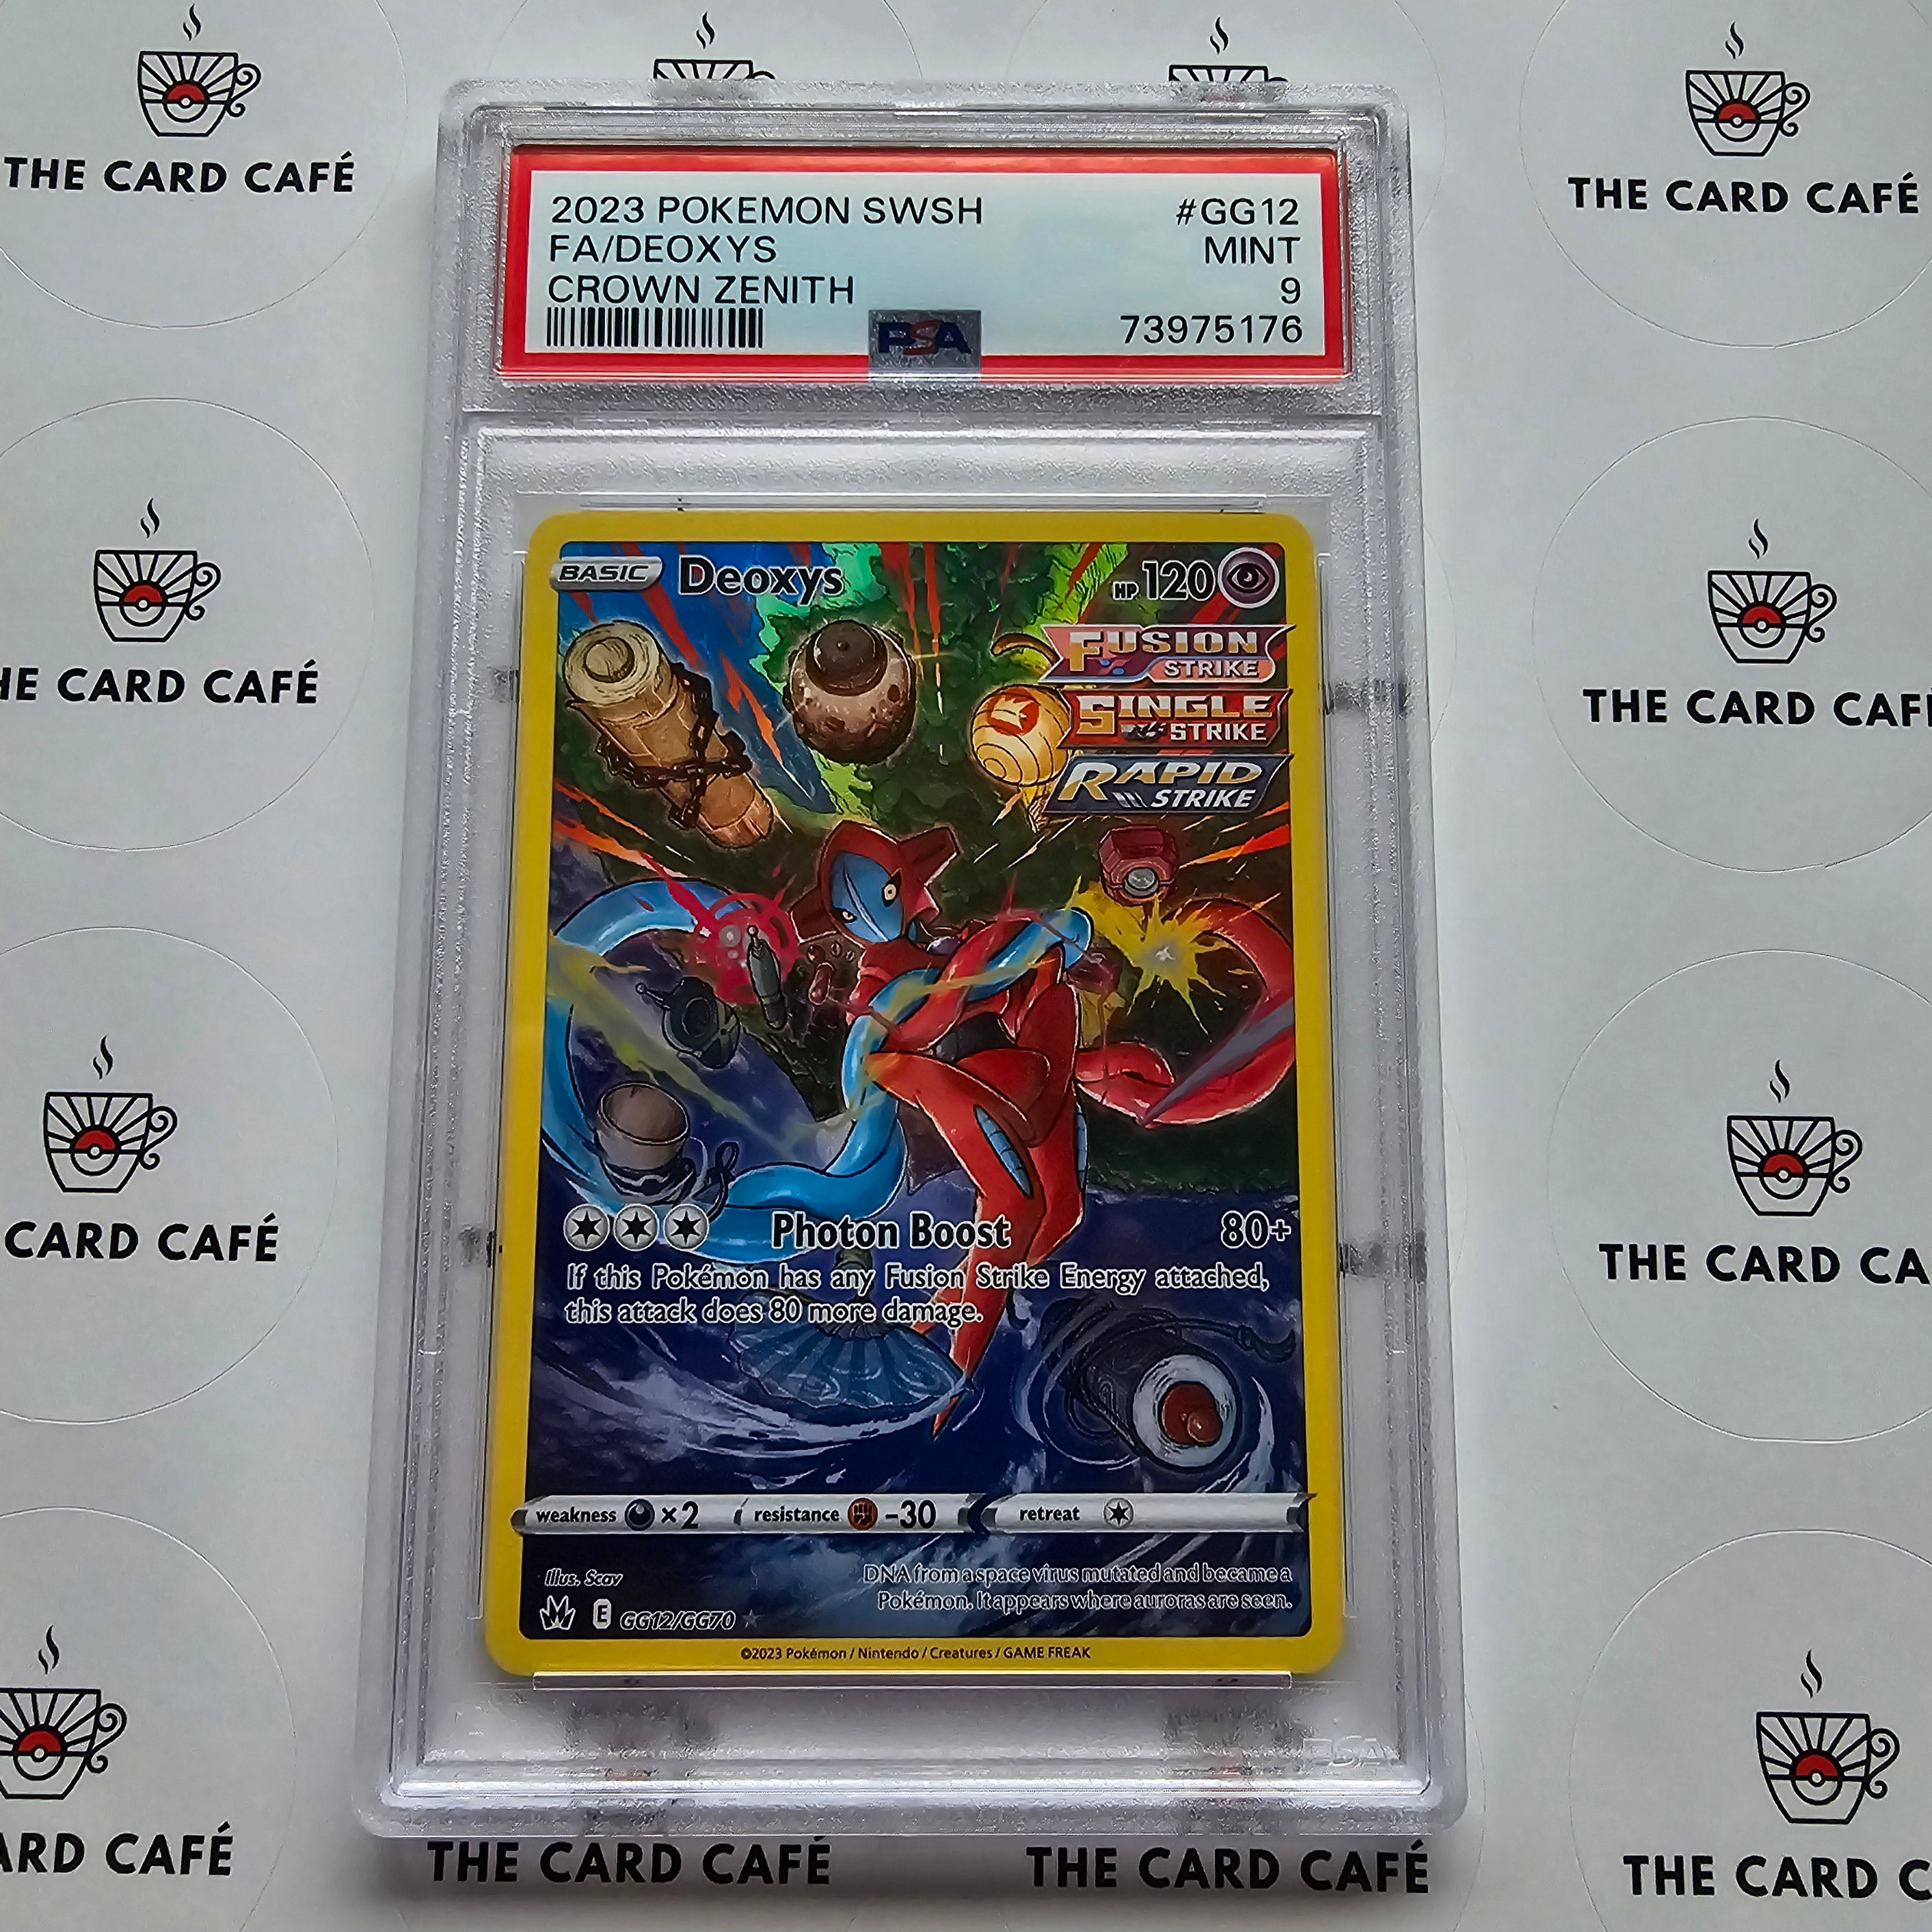 THE CARD CAFÉ
THE CARD CAFÉ
2023 POKEMON SWSH #GG12
FA/DEOXYS MINT
CROWN ZENITH 9
PSA 73975176
BASIC Deoxys HP 120
FUSION
STRIKE
SINGLE
STRIKE
RAPID
STRIKE
HE CARD CAFÉ
THE CARD CAF
Photon Boost 80+
If this Pokémon has any Fusion Strike Energy attached,
this attack does 80 more damage.
CARD CAFÉ
THE CARD CA
weakness ×2 resistance -30 retreat
Illus. Scav
DNA from a space virus mutated and became a
Pokémon. It appears where auroras are seen.
E GG12/GG70
©2023 Pokémon / Nintendo / Creatures / GAME FREAK
PSA
ARD CAFÉ
THE CARD CAFÉ
THE CARD CAFÉ
THE CARD C